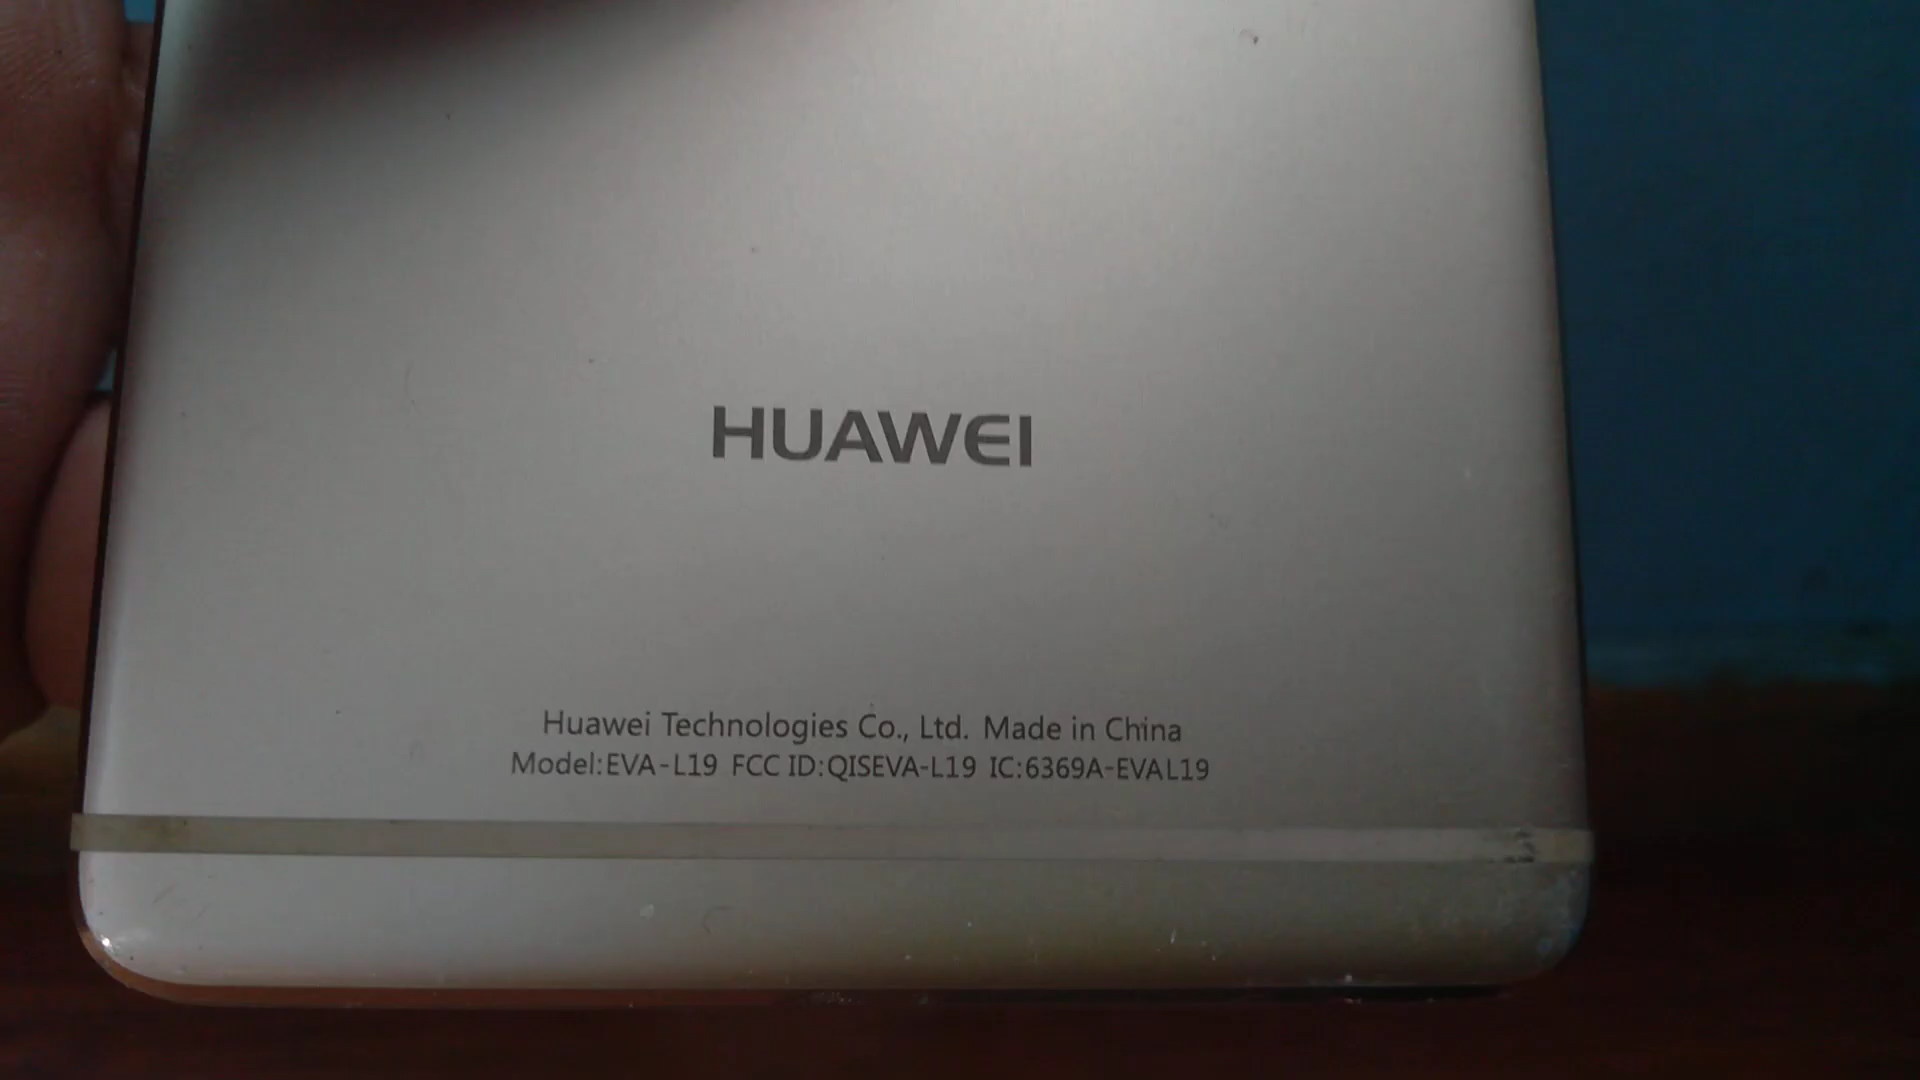 HUAWEI
Huawei Technologies Co., Ltd. Made in China
Model:EVA-L19 FCC ID:QISEVA-L19 IC:6369A-EVAL19